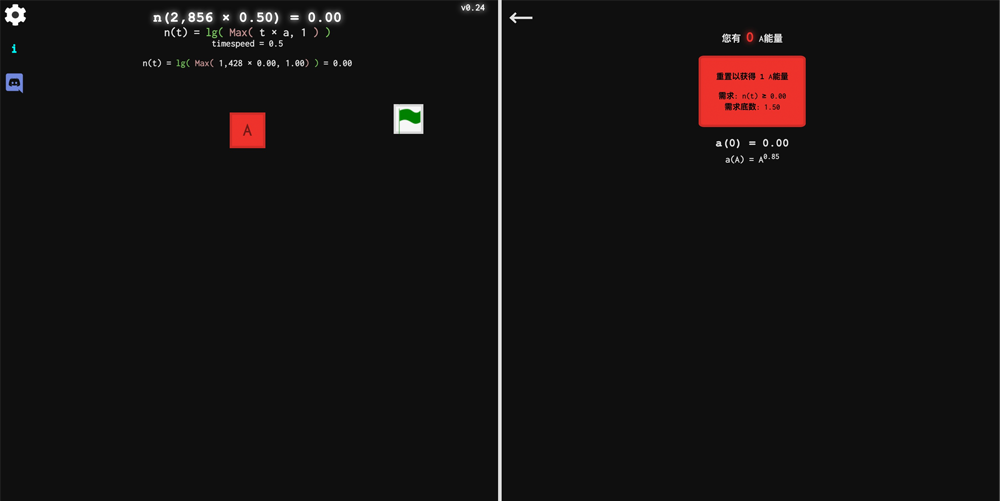 v0.24
n(2,856 × 0.50) = 0.00
n(t) = lg( Max( t × a, 1 ) )
timespeed = 0.5
n(t) = lg( Max( 1,428 × 0.00, 1.00) ) = 0.00
i
A
您有 0 A能量
重置以获得 1 A能量
需求: n(t) ≥ 0.00
需求底数: 1.50
a(0) = 0.00
a(A) = A^0.85